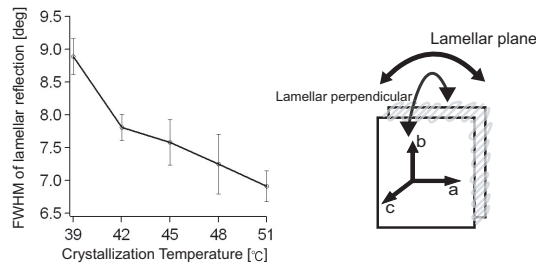 FWHM of lamellar reflection [deg]
9.5
9.0
8.5
8.0
7.5
7.0
6.5
39
42
45
48
51
Crystallization Temperature [℃]
Lamellar plane
Lamellar perpendicular
b
a
c